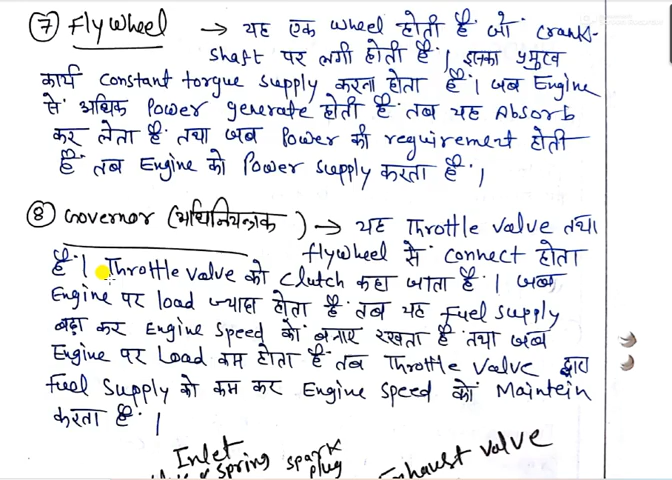 ⑦ Flywheel → यह एक wheel होती है जो crank-
shaft पर लगी होती है। इसका प्रमुख
कार्य constant torque supply करना होता है। जब Engine
से अधिक Power generate होती है तब यह Absorb
कर लेता है तथा जब Power की requirement होती
है तब Engine को Power supply करता है।
⑧ Governor (अधिनियन्त्रक) → यह Throttle valve तथा
flywheel से connect होता
है। Throttle valve को clutch कहा जाता है। जब
Engine पर load ज्यादा होता है तब यह fuel supply
बढ़ा कर Engine speed को बनाए रखता है तथा जब
Engine पर Load कम होता है तब Throttle valve द्वारा
fuel supply को कम कर Engine speed को Maintein
करता है।
Inlet
spring spark Exhaust valve
plug